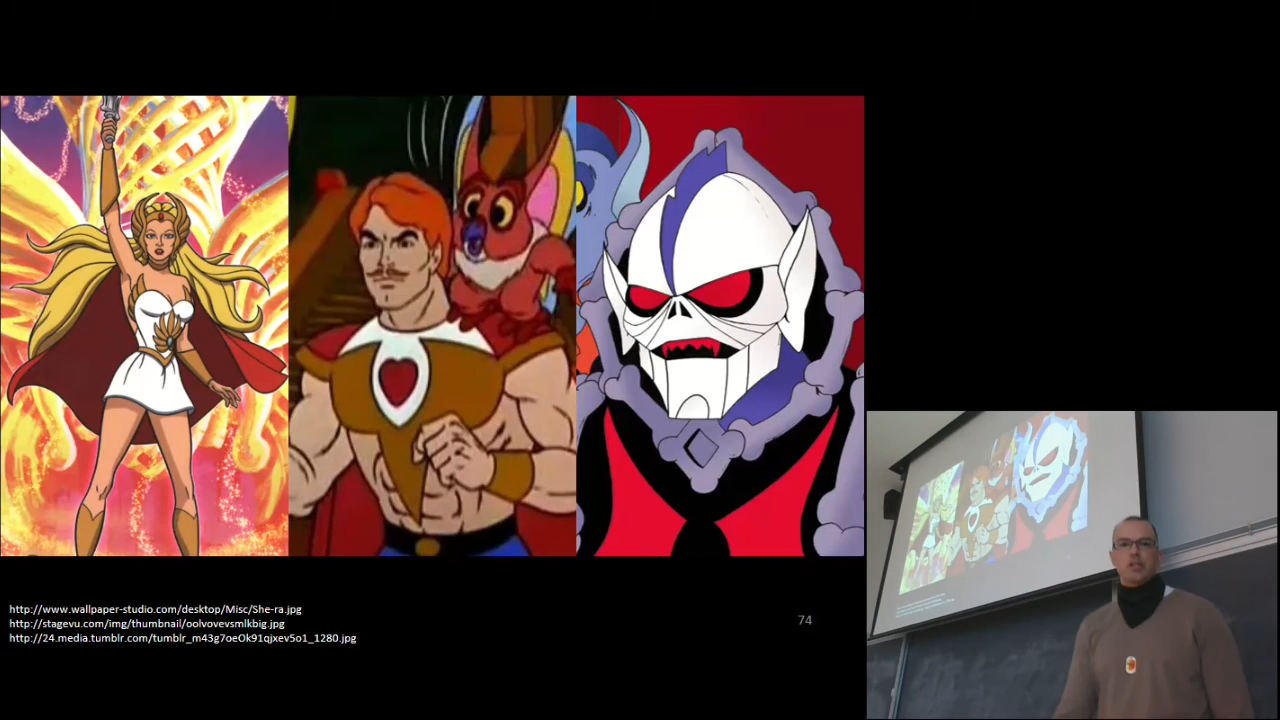 http://www.wallpaper-studio.com/desktop/Misc/She-ra.jpg
http://stagevu.com/img/thumbnail/oolvovevsmlkbig.jpg
http://24.media.tumblr.com/tumblr_m43g7oeOk91qjxev5o1_1280.jpg
74